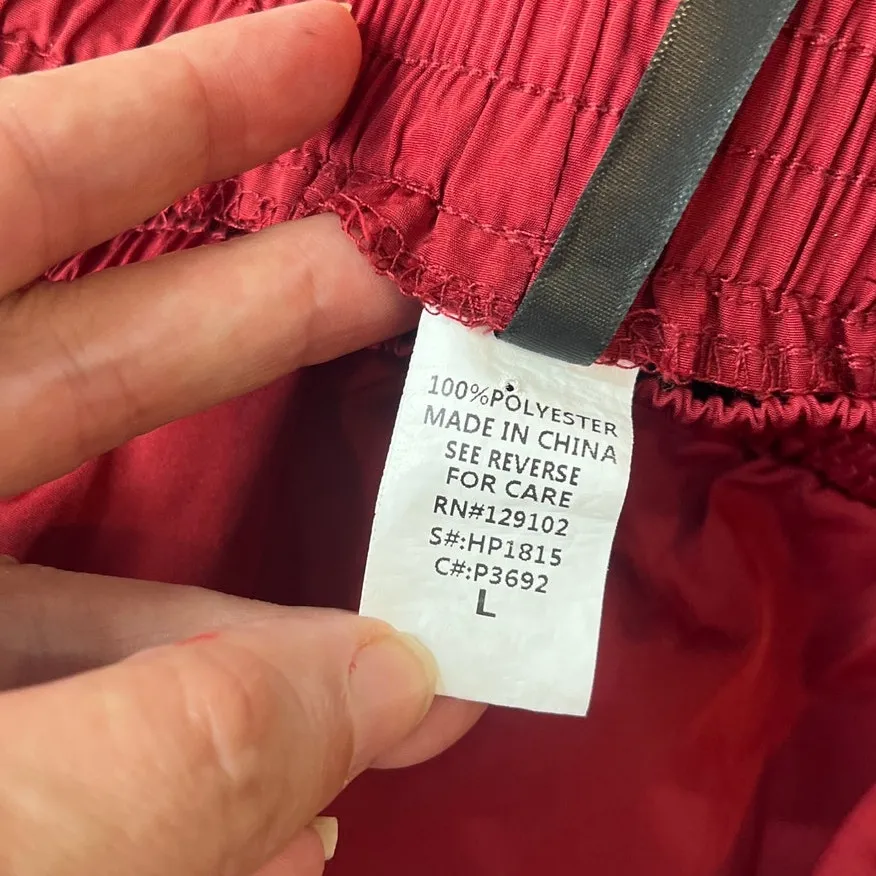 100%POLYESTER
MADE IN CHINA
SEE REVERSE
FOR CARE
RN#129102
S#:HP1815
C#:P3692
L